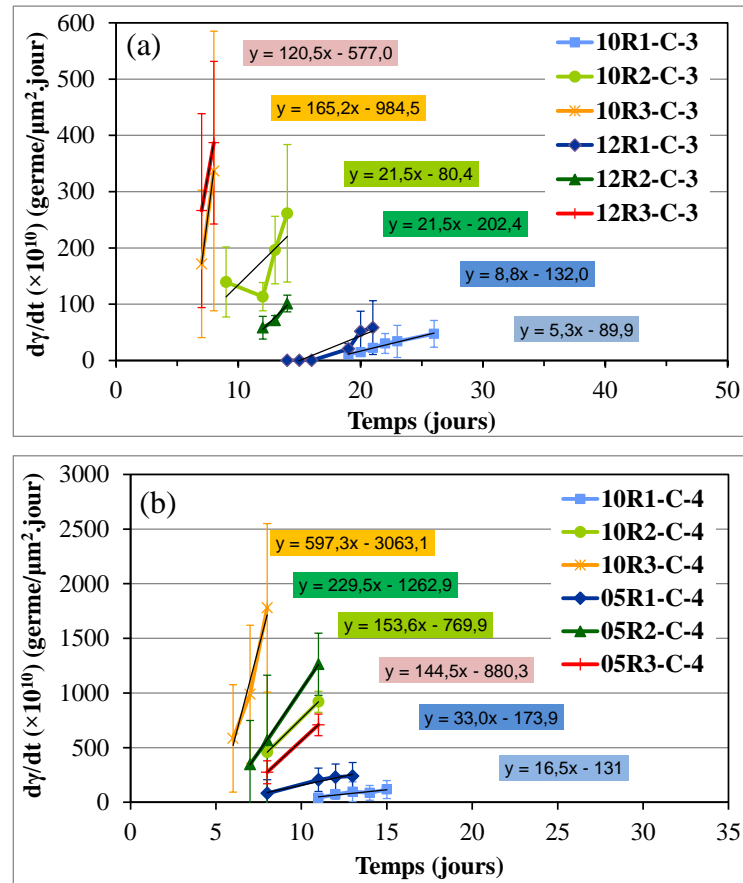 (a)
dγ/dt (×10¹⁰) (germe/µm².jour)
600
500
400
300
200
100
0
y = 120,5x - 577,0
y = 165,2x - 984,5
y = 21,5x - 80,4
y = 21,5x - 202,4
y = 8,8x - 132,0
y = 5,3x - 89,9
10R1-C-3
10R2-C-3
10R3-C-3
12R1-C-3
12R2-C-3
12R3-C-3
0 10 20 30 40 50
Temps (jours)
(b)
dγ/dt (×10¹⁰) (germe/µm².jour)
3000
2500
2000
1500
1000
500
0
y = 597,3x - 3063,1
y = 229,5x - 1262,9
y = 153,6x - 769,9
y = 144,5x - 880,3
y = 33,0x - 173,9
y = 16,5x - 131
10R1-C-4
10R2-C-4
10R3-C-4
05R1-C-4
05R2-C-4
05R3-C-4
0 5 10 15 20 25 30 35
Temps (jours)